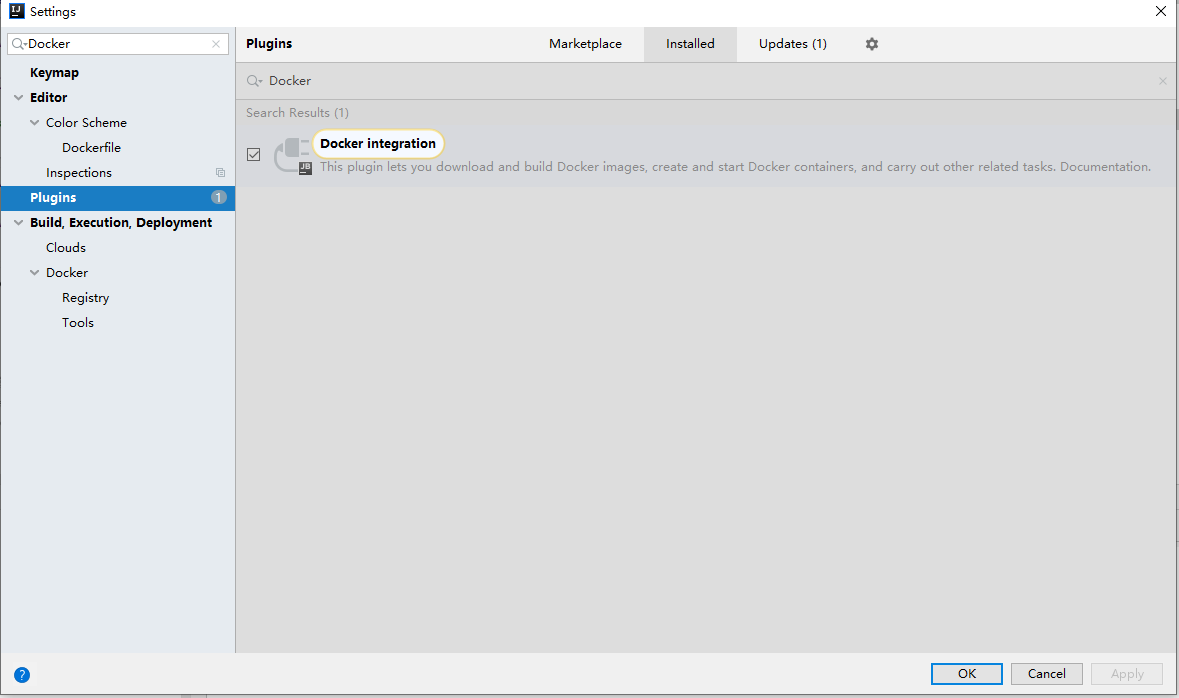 Settings
Docker
Keymap
Editor
Color Scheme
Dockerfile
Inspections
Plugins
1
Build, Execution, Deployment
Clouds
Docker
Registry
Tools
Plugins
Marketplace
Installed
Updates (1)
Docker
Search Results (1)
Docker integration
This plugin lets you download and build Docker images, create and start Docker containers, and carry out other related tasks. Documentation.
?
OK
Cancel
Apply